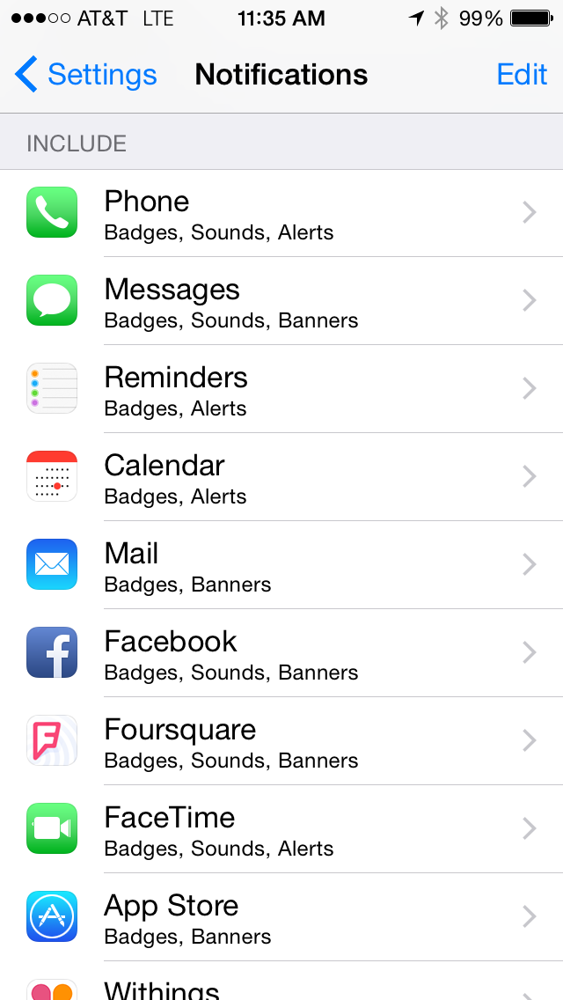 AT&T LTE 11:35 AM 99%
Settings Notifications Edit
INCLUDE
Phone
Badges, Sounds, Alerts
Messages
Badges, Sounds, Banners
Reminders
Badges, Alerts
Calendar
Badges, Alerts
Mail
Badges, Banners
Facebook
Badges, Sounds, Banners
Foursquare
Badges, Sounds, Banners
FaceTime
Badges, Sounds, Alerts
App Store
Badges, Banners
Withings